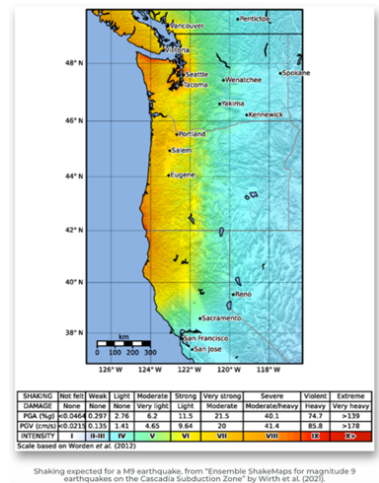 Vancouver
Penticton
Victoria
48°N
Seattle
Spokane
Tacoma
Wenatchee
Yakima
46°N
Kennewick
Portland
Salem
44°N
Eugene
42°N
40°N
Reno
Sacramento
38°N
km
San Francisco
0 100 200 300
San Jose
126°W 124°W 122°W 120°W 118°W
SHAKING Not felt Weak Light Moderate Strong Very strong Severe Violent Extreme
DAMAGE None None None Very light Light Moderate Moderate/heavy Heavy Very heavy
PGA (%g) <0.0464 0.297 2.76 6.2 11.5 21.5 40.1 74.7 >139
PGV (cm/s) <0.0215 0.135 1.41 4.65 9.64 20 41.4 85.8 >178
INTENSITY I II-III IV V VI VII VIII IX X+
Scale based on Worden et al. (2012)
Shaking expected for a M9 earthquake, from "Ensemble ShakeMaps for magnitude 9
earthquakes on the Cascadia Subduction Zone" by Wirth et al. (2021).